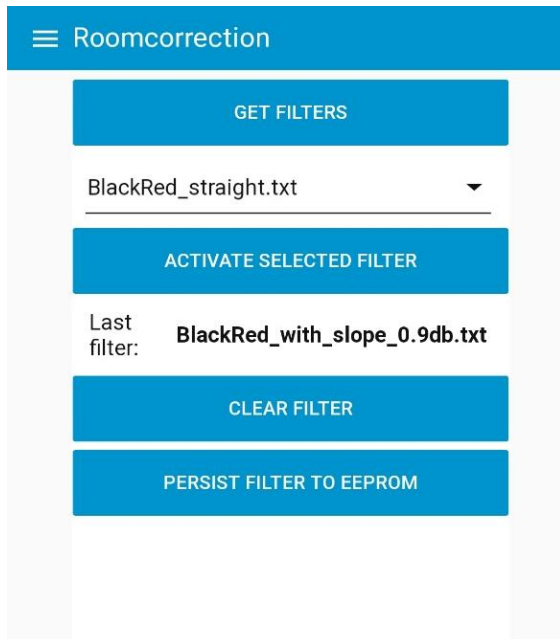 Roomcorrection
GET FILTERS
BlackRed_straight.txt
ACTIVATE SELECTED FILTER
Last
filter:
BlackRed_with_slope_0.9db.txt
CLEAR FILTER
PERSIST FILTER TO EEPROM